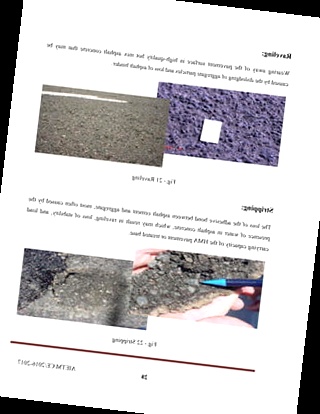 Raveling:
Wearing away of the pavement surface in high-quality hot mix asphalt concrete that may be
caused by the dislodging of aggregate particles and loss of asphalt binder.
Fig - 21 Raveling
Stripping:
The loss of the adhesive bond between asphalt cement and aggregate, most often caused by the
presence of water in asphalt concrete, which may result in raveling, loss of stability, and load
carrying capacity of the HMA pavement or treated base.
Fig - 22 Stripping
28
AIETM/CE/2016-2017